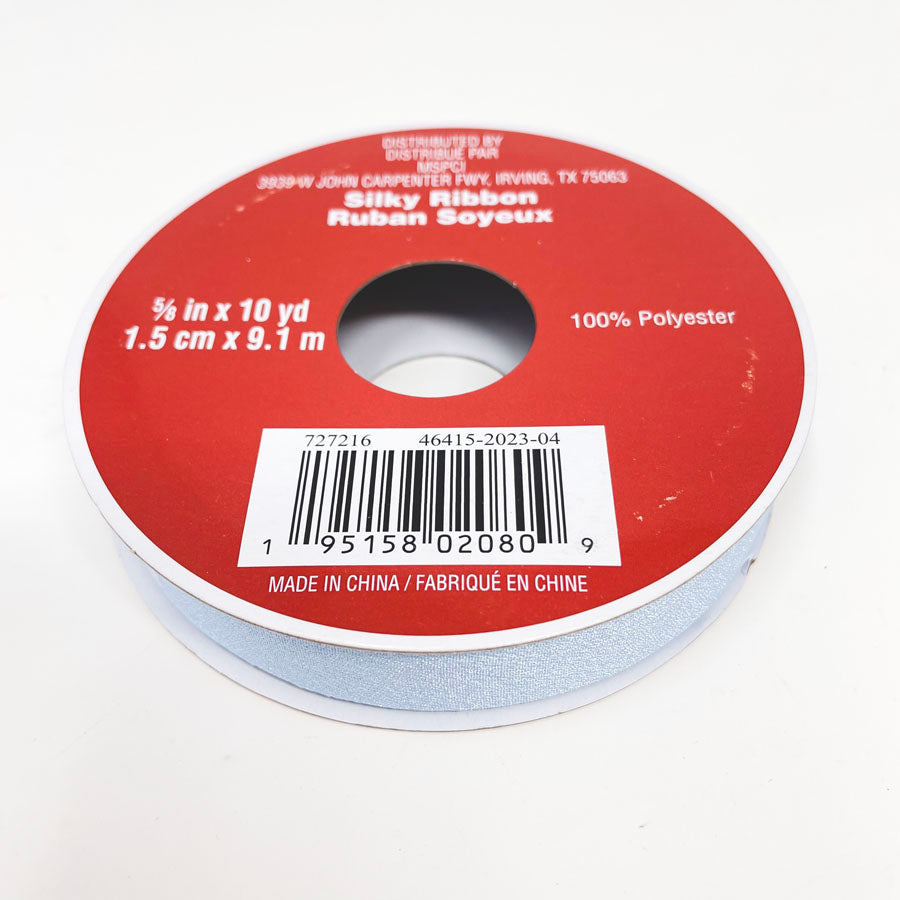 DISTRIBUTED BY
DISTRIBUÉ PAR
MSPCI
3939 W JOHN CARPENTER FWY, IRVING, TX 75063
Silky Ribbon
Ruban Soyeux
⅝ in x 10 yd
1.5 cm x 9.1 m
100% Polyester
727216 46415-2023-04
1 95158 02080 9
MADE IN CHINA / FABRIQUÉ EN CHINE